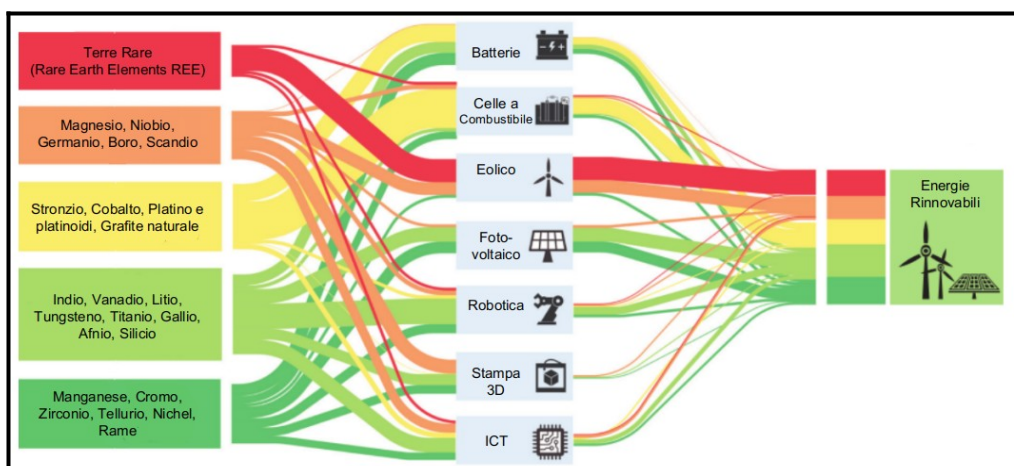 Terre Rare
(Rare Earth Elements REE)
Magnesio, Niobio,
Germanio, Boro, Scandio
Stronzio, Cobalto, Platino e
platinoidi, Grafite naturale
Indio, Vanadio, Litio,
Tungsteno, Titanio, Gallio,
Afnio, Silicio
Manganese, Cromo,
Zirconio, Tellurio, Nichel,
Rame
Batterie
Celle a
Combustibile
Eolico
Foto-
voltaico
Robotica
Stampa
3D
ICT
Energie
Rinnovabili